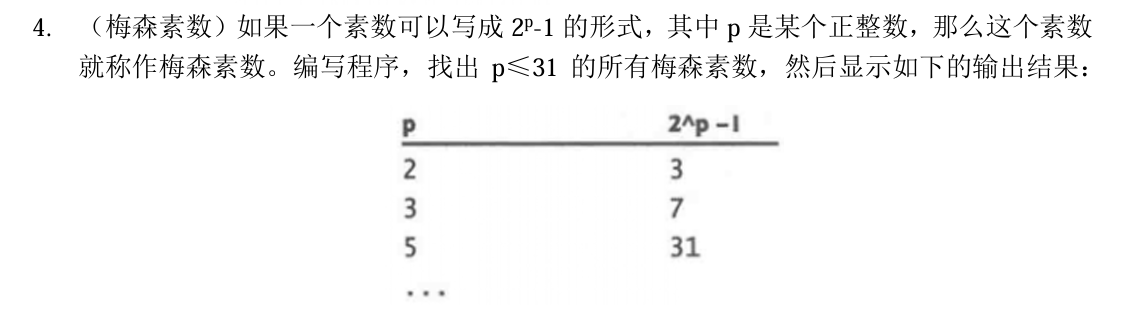 4. （梅森素数）如果一个素数可以写成 2ᵖ-1 的形式，其中 p 是某个正整数，那么这个素数
就称作梅森素数。编写程序，找出 p≤31 的所有梅森素数，然后显示如下的输出结果：
p 2^p – 1
2 3
3 7
5 31
...